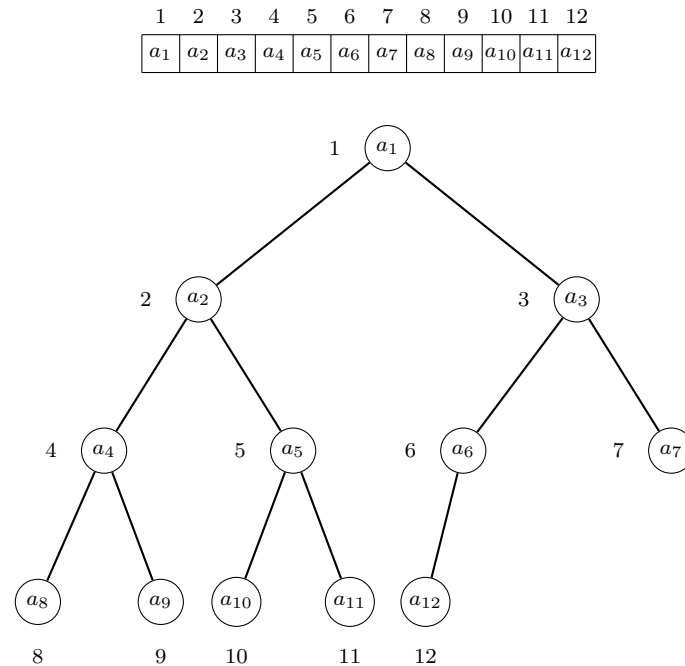 1 2 3 4 5 6 7 8 9 10 11 12
a₁ a₂ a₃ a₄ a₅ a₆ a₇ a₈ a₉ a₁₀ a₁₁ a₁₂
1 a₁
2 a₂ 3 a₃
4 a₄ 5 a₅ 6 a₆ 7 a₇
a₈ a₉ a₁₀ a₁₁ a₁₂
8 9 10 11 12